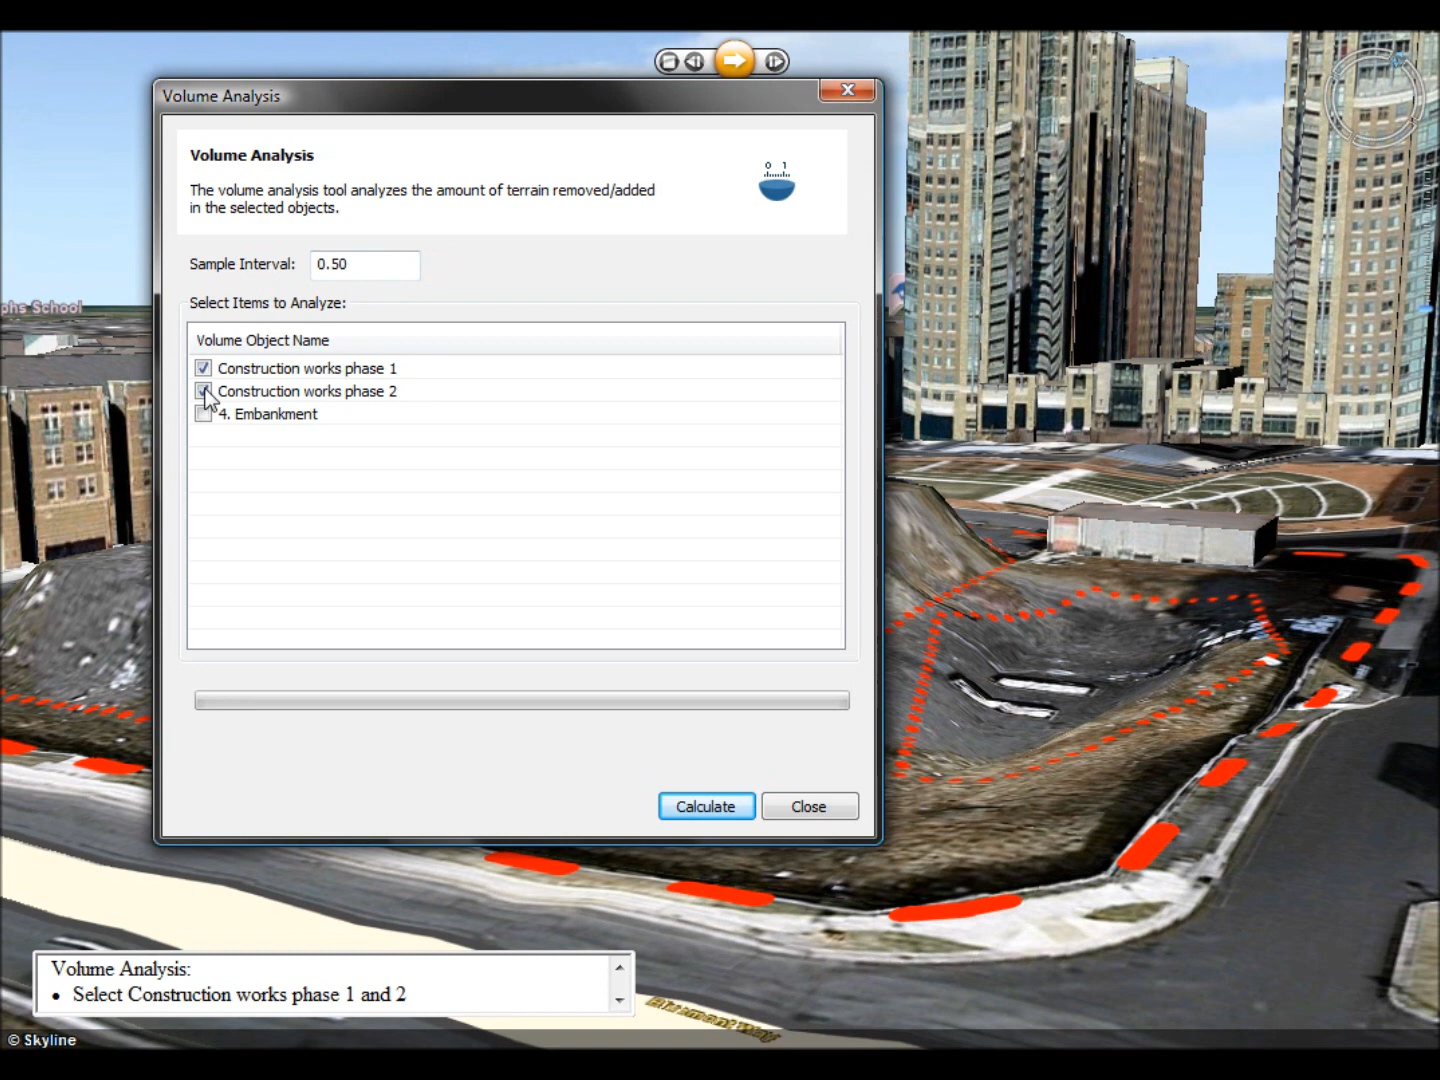 Volume Analysis
Volume Analysis
The volume analysis tool analyzes the amount of terrain removed/added
in the selected objects.
0 1
Sample Interval: 0.50
phs School
Select Items to Analyze:
Volume Object Name
Construction works phase 1
Construction works phase 2
4. Embankment
Calculate Close
Volume Analysis:
• Select Construction works phase 1 and 2
© Skyline